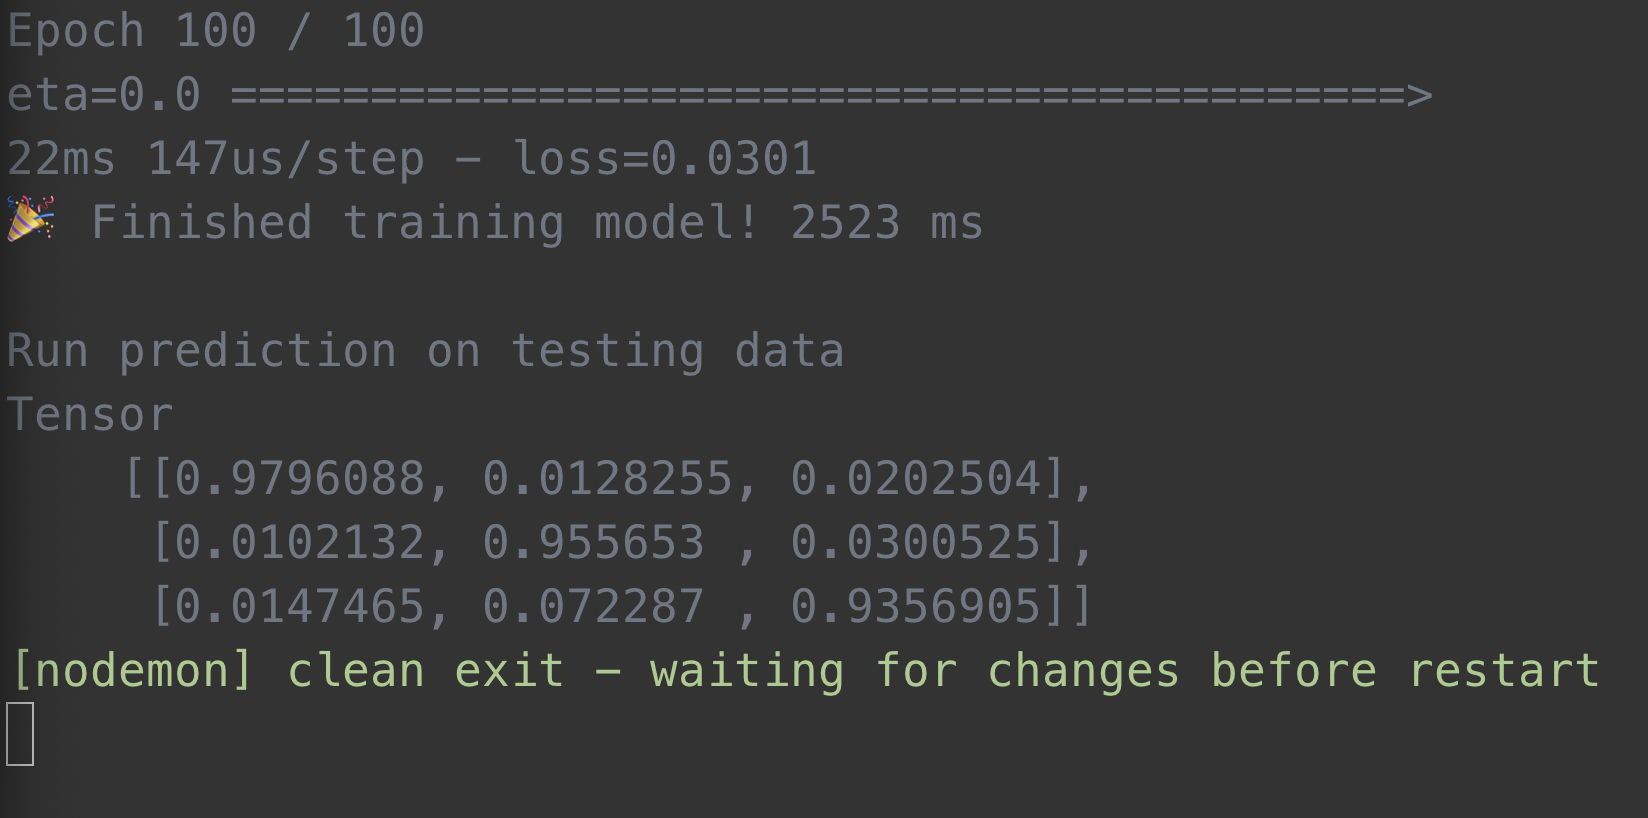 Epoch 100 / 100
eta=0.0 ==========================================>
22ms 147us/step - loss=0.0301
🎉 Finished training model! 2523 ms
Run prediction on testing data
Tensor
[[0.9796088, 0.0128255, 0.0202504],
[0.0102132, 0.955653 , 0.0300525],
[0.0147465, 0.072287 , 0.9356905]]
[nodemon] clean exit - waiting for changes before restart